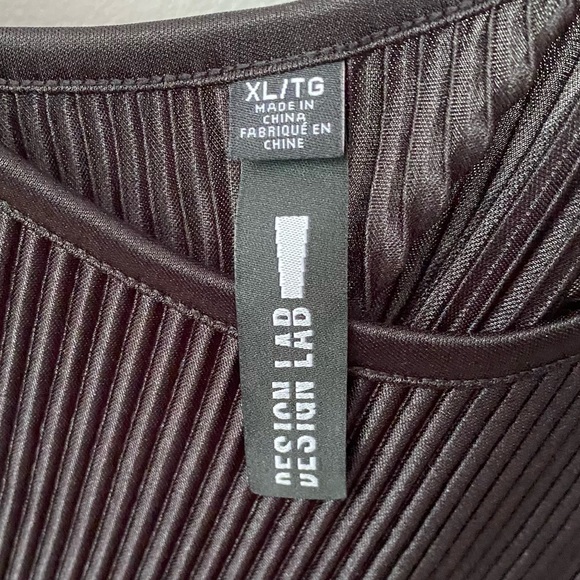 XL/TG
MADE IN
CHINA
FABRIQUÉ EN
CHINE
DESIGN LAB
DESIGN LAB